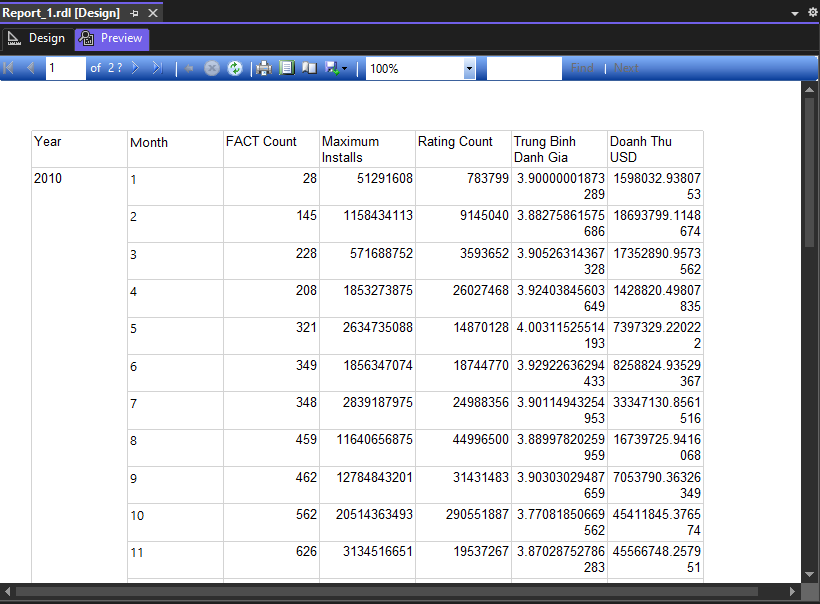 Report_1.rdl [Design]
Design Preview
1 of 2 ? 100% Find | Next
Year Month FACT Count Maximum Installs Rating Count Trung Binh Danh Gia Doanh Thu USD
2010 1 28 51291608 783799 3.90000001873289 1598032.9380753
2 145 1158434113 9145040 3.88275861575686 18693799.1148674
3 228 571688752 3593652 3.90526314367328 17352890.9573562
4 208 1853273875 26027468 3.92403845603649 1428820.49807835
5 321 2634735088 14870128 4.00311525514193 7397329.220222
6 349 1856347074 18744770 3.92922636294433 8258824.93529367
7 348 2839187975 24988356 3.90114943254953 33347130.8561516
8 459 11640656875 44996500 3.88997820259959 16739725.9416068
9 462 12784843201 31431483 3.90303029487659 7053790.36326349
10 562 20514363493 290551887 3.77081850669562 45411845.376574
11 626 3134516651 19537267 3.87028752786283 45566748.257951